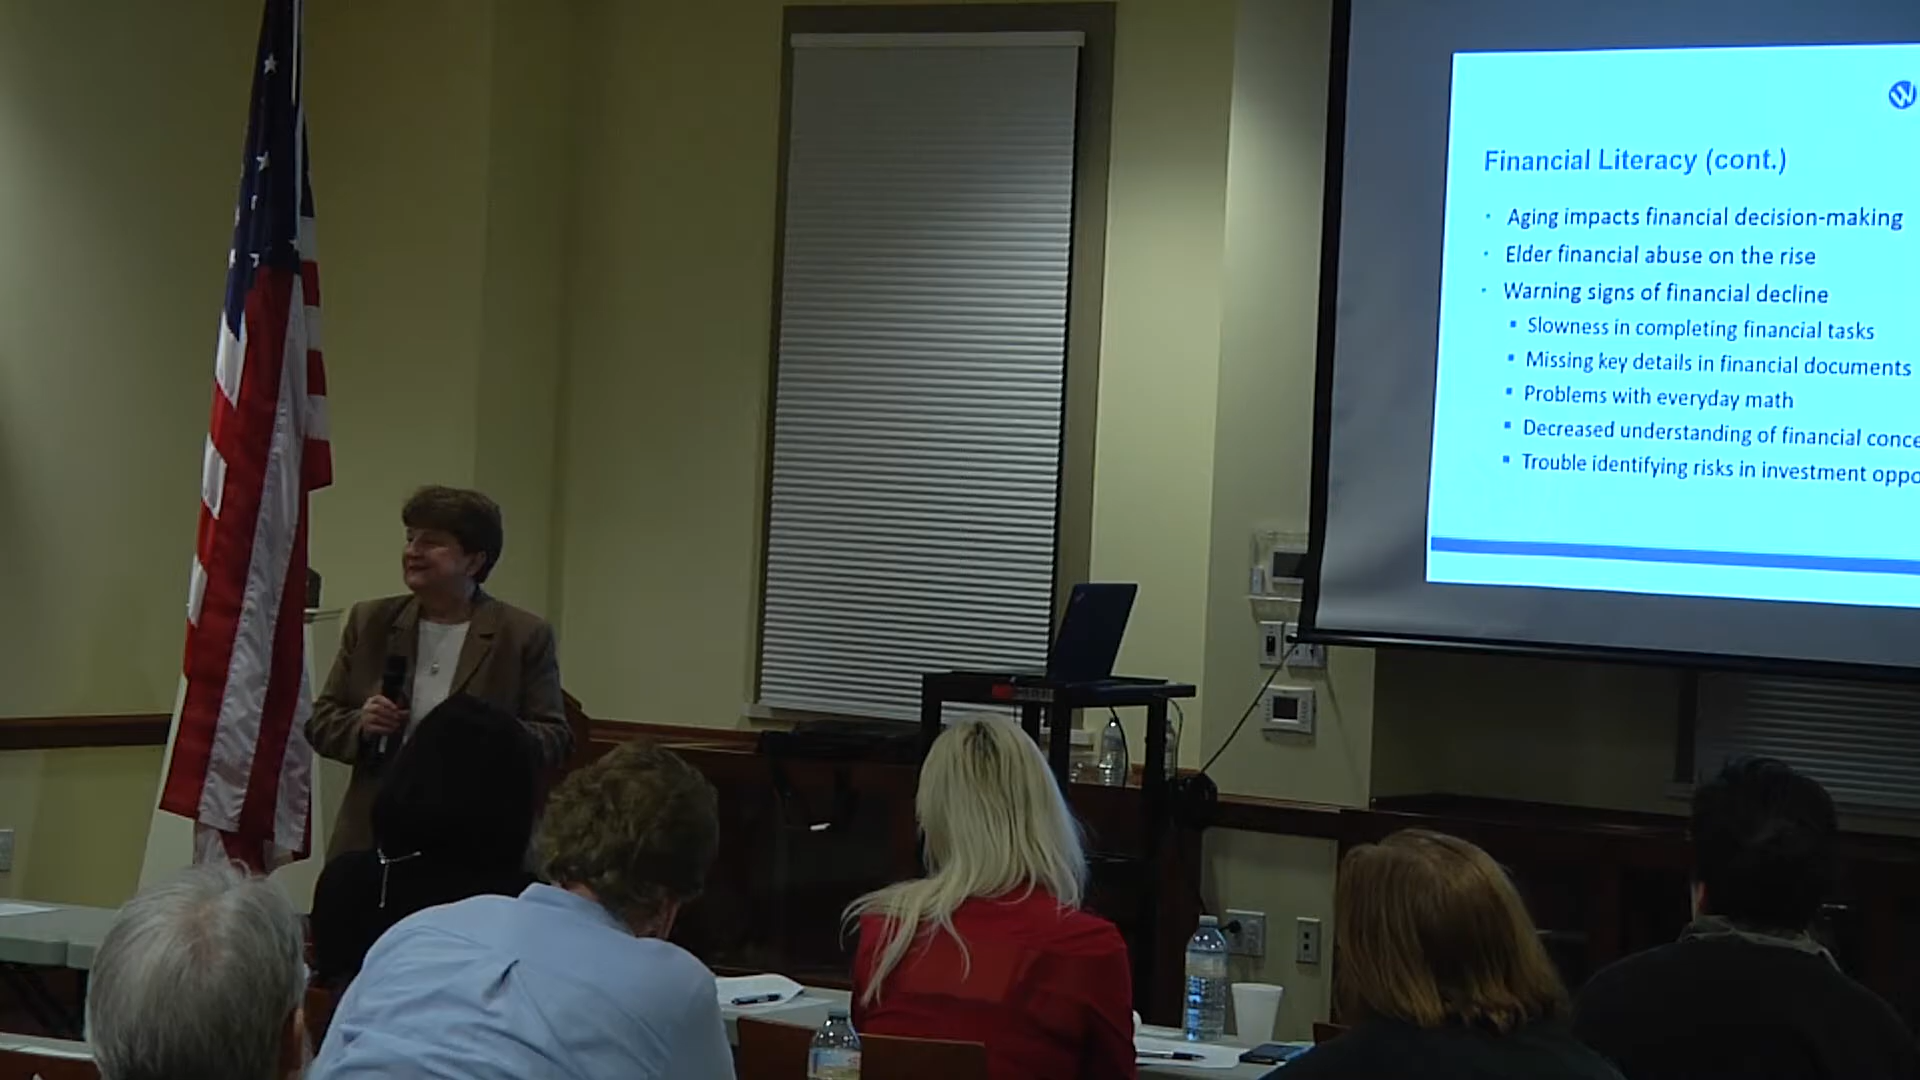 W
Financial Literacy (cont.)
• Aging impacts financial decision-making
• Elder financial abuse on the rise
• Warning signs of financial decline
▪ Slowness in completing financial tasks
▪ Missing key details in financial documents
▪ Problems with everyday math
▪ Decreased understanding of financial conce
▪ Trouble identifying risks in investment oppo